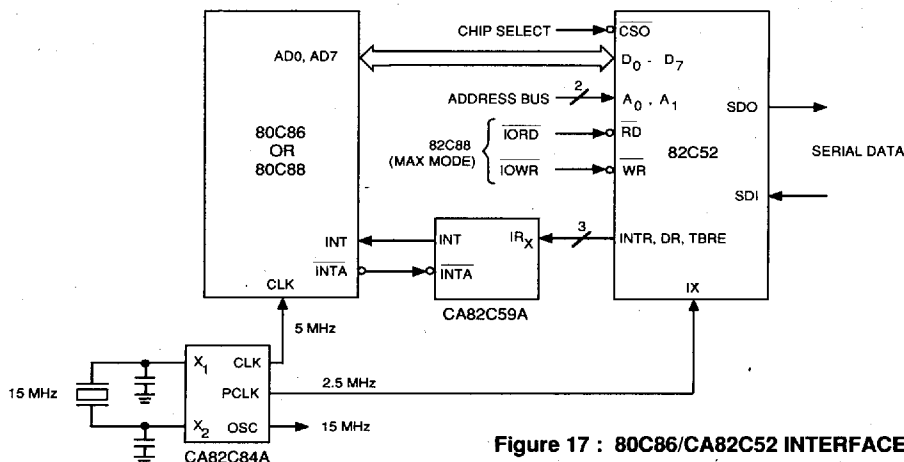 CHIP SELECT
CSO
AD0, AD7
D0 - D7
2
ADDRESS BUS
A0 , A1
SDO
80C86
OR
80C88
82C88
(MAX MODE)
IORD
IOWR
RD
WR
82C52
SERIAL DATA
SDI
3
INT
INT
IRX
INTR, DR, TBRE
INTA
INTA
CLK
IX
CA82C59A
5 MHz
X1
CLK
15 MHz
PCLK
2.5 MHz
X2
OSC
15 MHz
CA82C84A
Figure 17 : 80C86/CA82C52 INTERFACE